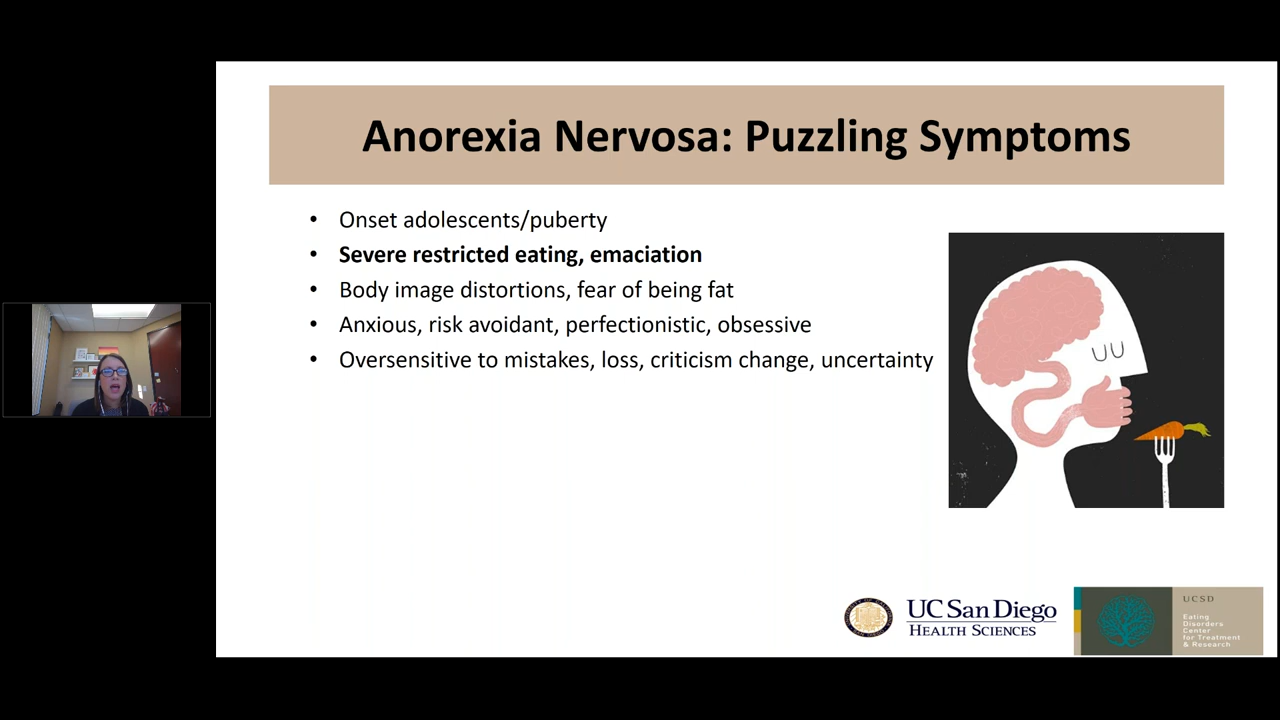 Anorexia Nervosa: Puzzling Symptoms
• Onset adolescents/puberty
• Severe restricted eating, emaciation
• Body image distortions, fear of being fat
• Anxious, risk avoidant, perfectionistic, obsessive
• Oversensitive to mistakes, loss, criticism change, uncertainty
UC San Diego
HEALTH SCIENCES
UCSD
Eating
Disorders
Center
for Treatment
& Research